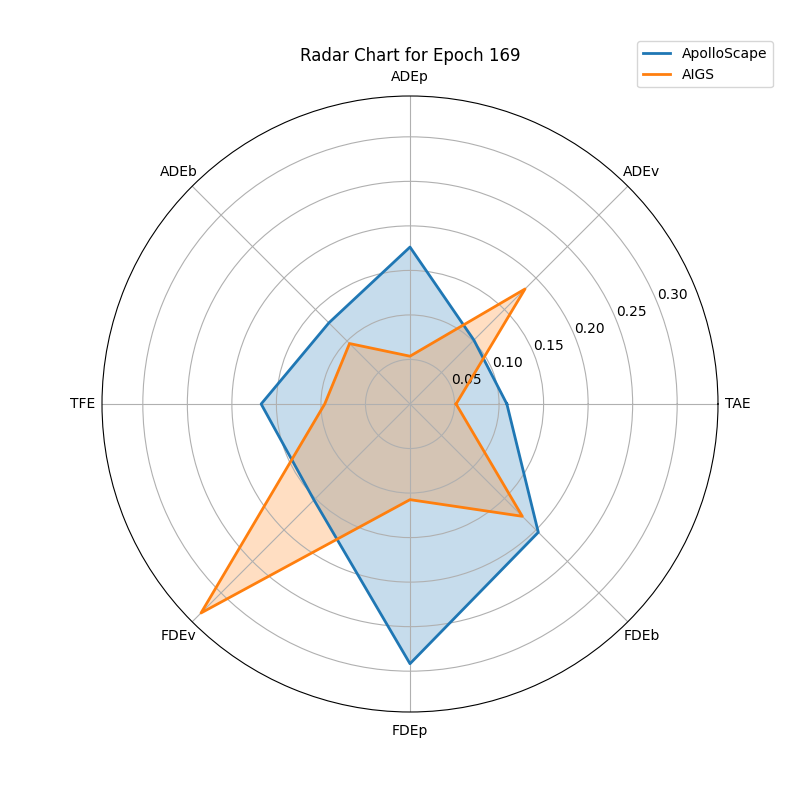 Radar Chart for Epoch 169
ApolloScape
AIGS
ADEp
ADEb
ADEv
0.30
0.25
0.20
0.15
0.10
0.05
TFE
TAE
FDEv
FDEb
FDEp